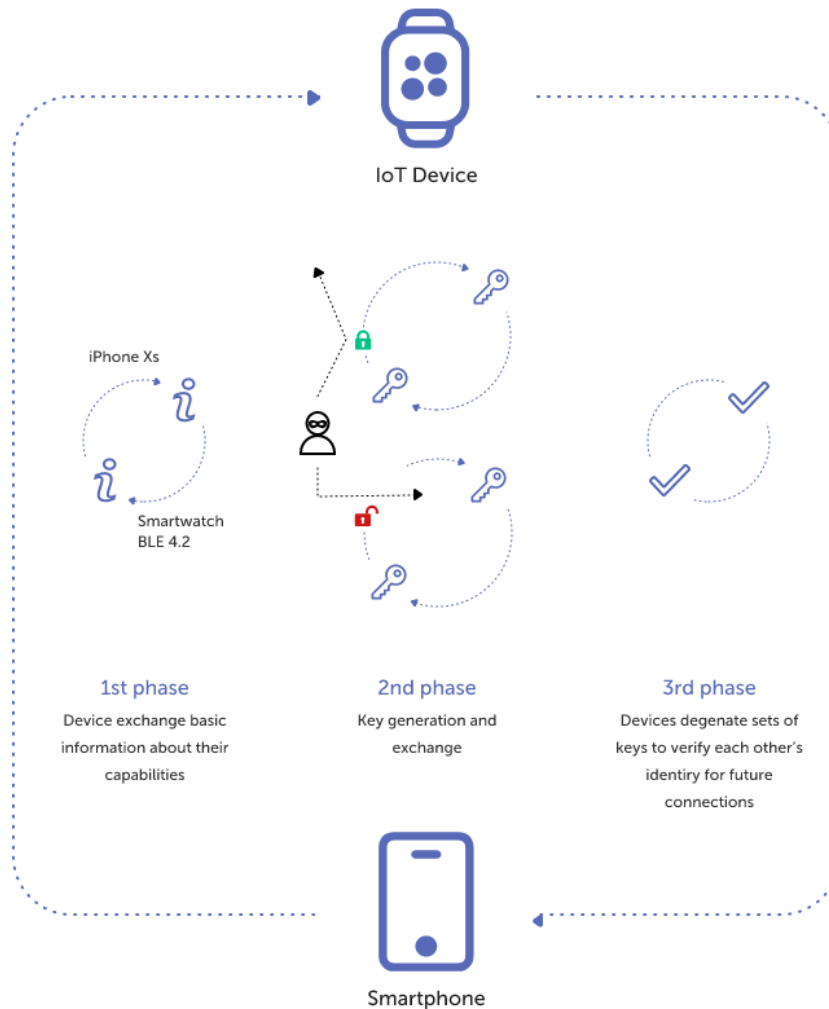 IoT Device
iPhone Xs
Smartwatch
BLE 4.2
1st phase
Device exchange basic
information about their
capabilities
2nd phase
Key generation and
exchange
3rd phase
Devices degenate sets of
keys to verify each other’s
identiry for future
connections
Smartphone